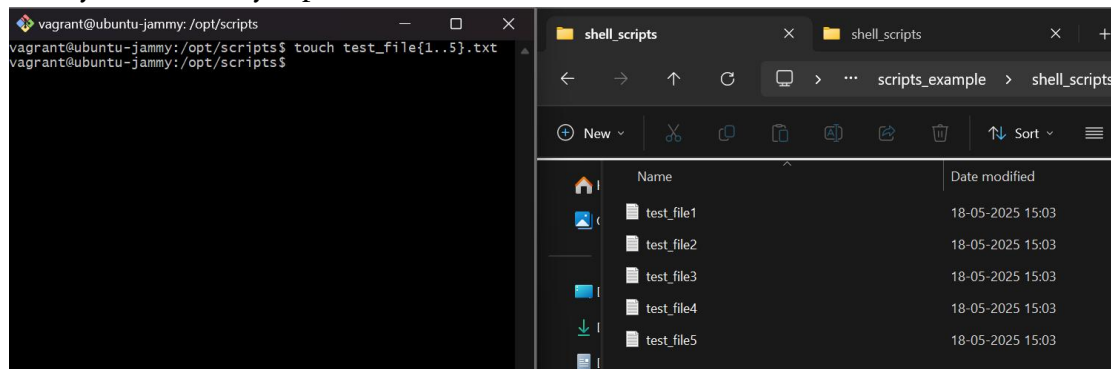 vagrant@ubuntu-jammy: /opt/scripts
vagrant@ubuntu-jammy:/opt/scripts$ touch test_file{1..5}.txt
vagrant@ubuntu-jammy:/opt/scripts$
shell_scripts
shell_scripts
scripts_example > shell_scripts
New
Sort
Name Date modified
test_file1 18-05-2025 15:03
test_file2 18-05-2025 15:03
test_file3 18-05-2025 15:03
test_file4 18-05-2025 15:03
test_file5 18-05-2025 15:03